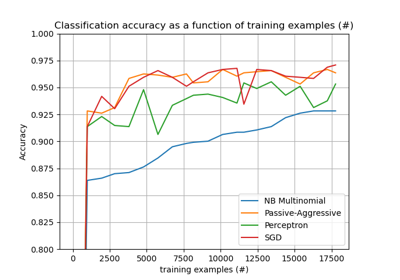 Classification accuracy as a function of training examples (#)
1.000
0.975
0.950
0.925
0.900
0.875
0.850
0.825
0.800
Accuracy
0
2500
5000
7500
10000
12500
15000
17500
training examples (#)
NB Multinomial
Passive-Aggressive
Perceptron
SGD